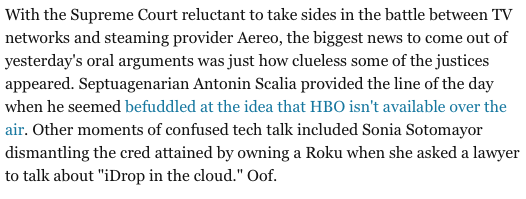 With the Supreme Court reluctant to take sides in the battle between TV
networks and steaming provider Aereo, the biggest news to come out of
yesterday's oral arguments was just how clueless some of the justices
appeared. Septuagenarian Antonin Scalia provided the line of the day
when he seemed befuddled at the idea that HBO isn't available over the
air. Other moments of confused tech talk included Sonia Sotomayor
dismantling the cred attained by owning a Roku when she asked a lawyer
to talk about "iDrop in the cloud." Oof.